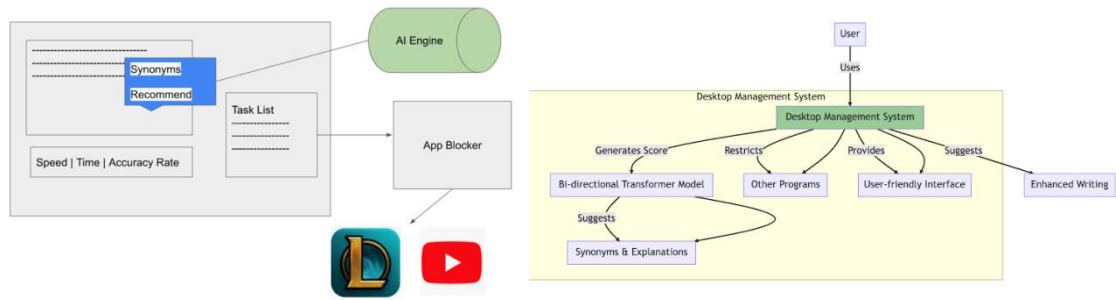 AI Engine
Synonyms
Recommend
Task List
Speed | Time | Accuracy Rate
App Blocker
User
Uses
Desktop Management System
Desktop Management System
Generates Score
Restricts
Provides
Suggests
Bi-directional Transformer Model
Other Programs
User-friendly Interface
Enhanced Writing
Suggests
Synonyms & Explanations